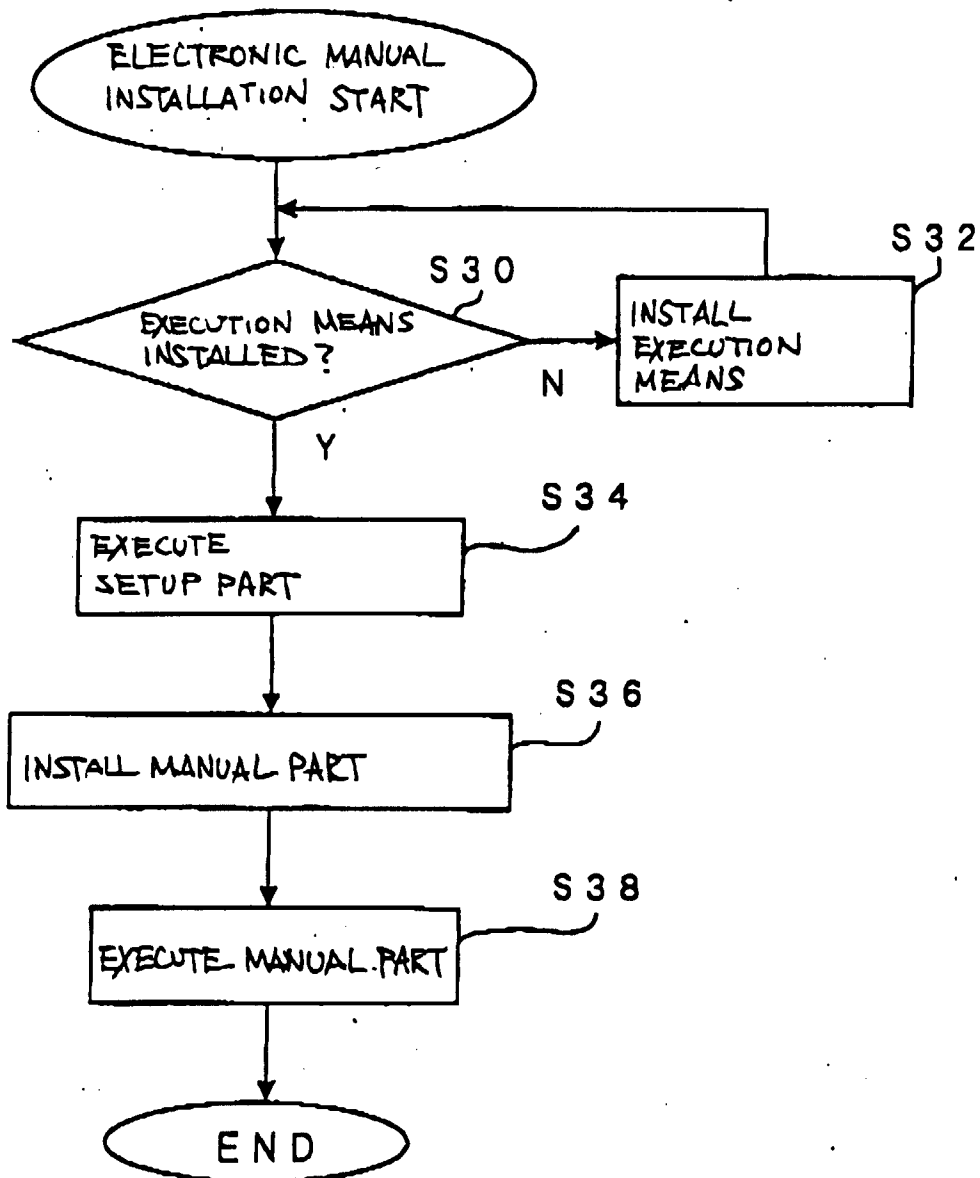 ELECTRONIC MANUAL
INSTALLATION START
S30
EXECUTION MEANS
INSTALLED?
N
S32
INSTALL
EXECUTION
MEANS
Y
S34
EXECUTE
SETUP PART
S36
INSTALL MANUAL PART
S38
EXECUTE MANUAL PART
END